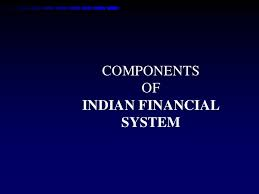 COMPONENTS
OF
INDIAN FINANCIAL
SYSTEM